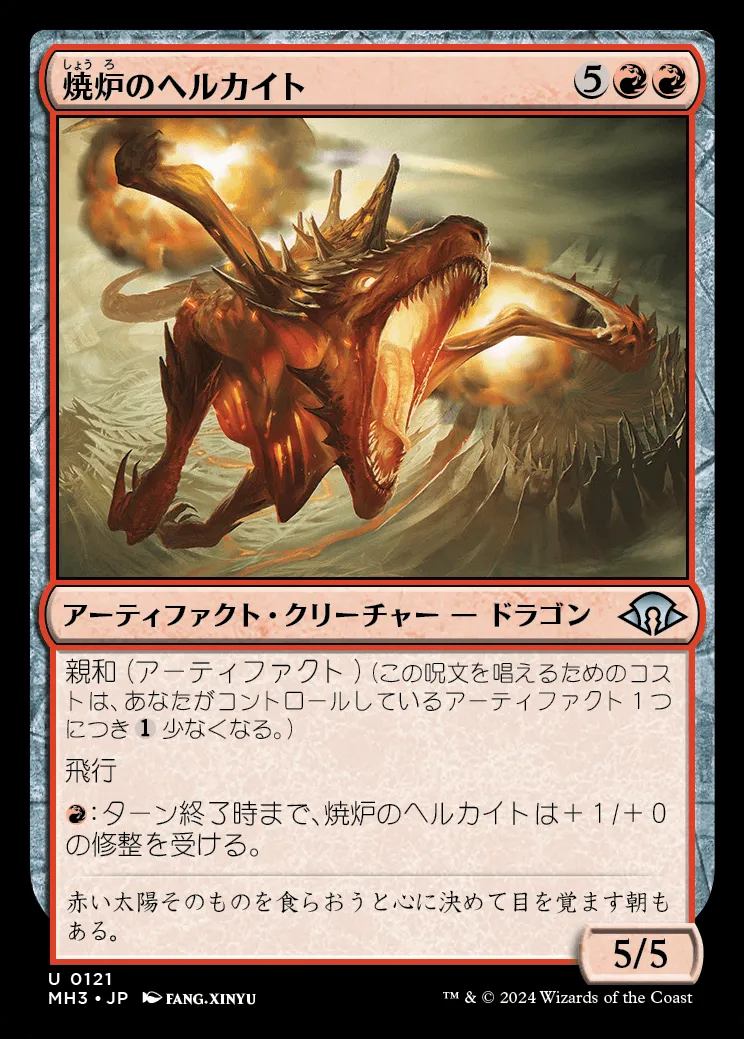 しょう ろ
焼炉のヘルカイト 5
アーティファクト・クリーチャー — ドラゴン
親和(アーティファクト)(この呪文を唱えるためのコス
トは、あなたがコントロールしているアーティファクト1つ
につき 1 少なくなる。)
飛行
:ターン終了時まで、焼炉のヘルカイトは+1/+0
の修整を受ける。
赤い太陽そのものを食らおうと心に決めて目を覚ます朝も
ある。
5/5
U 0121
MH3 • JP FANG.XINYU
™ & © 2024 Wizards of the Coast